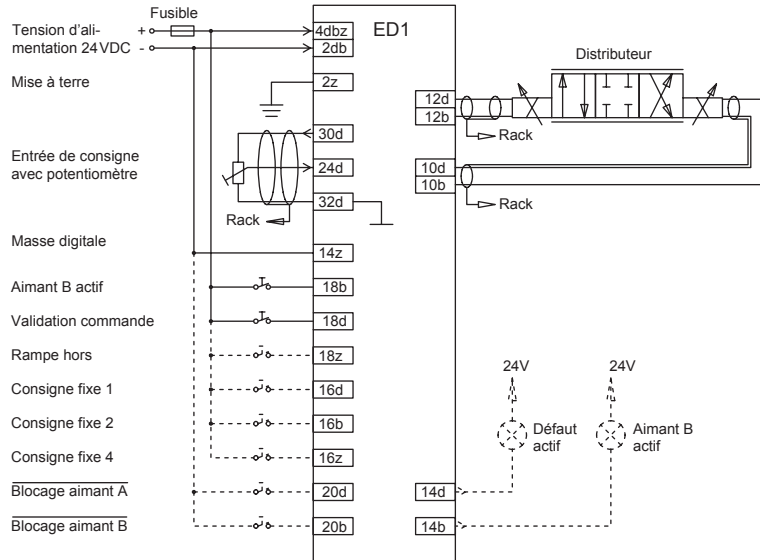 Fusible
Tension d'ali-
mentation 24VDC
+
-
4dbz
2db
ED1
Distributeur
Mise à terre
2z
12d
12b
Rack
30d
Entrée de consigne
avec potentiomètre
24d
10d
10b
32d
Rack
Rack
Masse digitale
14z
Aimant B actif
18b
Validation commande
18d
Rampe hors
18z
24V
24V
Consigne fixe 1
16d
Consigne fixe 2
16b
Défaut
actif
Aimant B
actif
Consigne fixe 4
16z
Blocage aimant A
20d
14d
Blocage aimant B
20b
14b